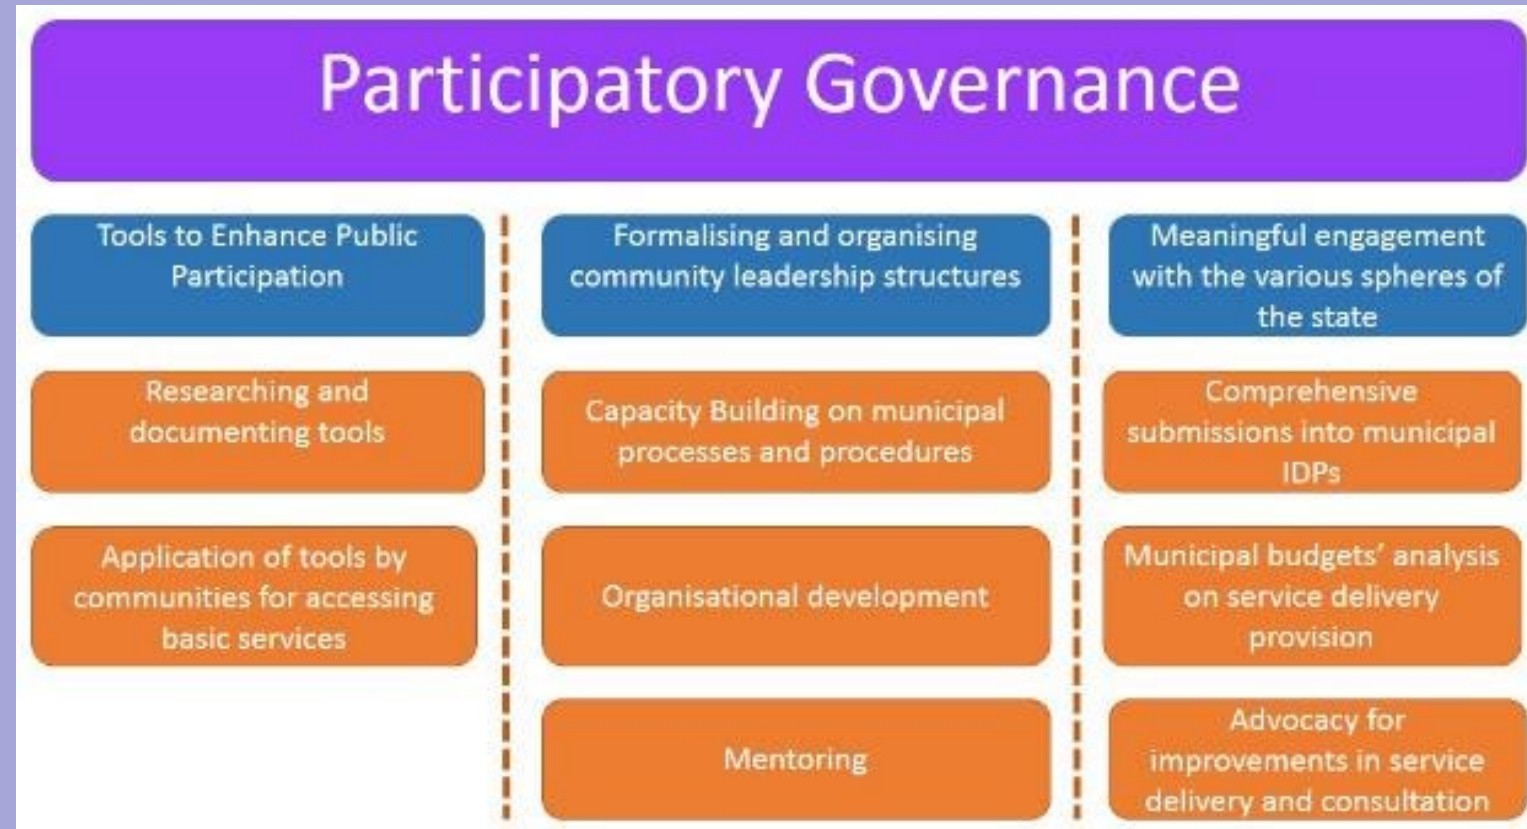 Participatory Governance
Tools to Enhance Public
Participation
Researching and
documenting tools
Application of tools by
communities for accessing
basic services
Formalising and organising
community leadership structures
Capacity Building on municipal
processes and procedures
Organisational development
Mentoring
Meaningful engagement
with the various spheres of
the state
Comprehensive
submissions into municipal
IDPs
Municipal budgets’ analysis
on service delivery
provision
Advocacy for
improvements in service
delivery and consultation